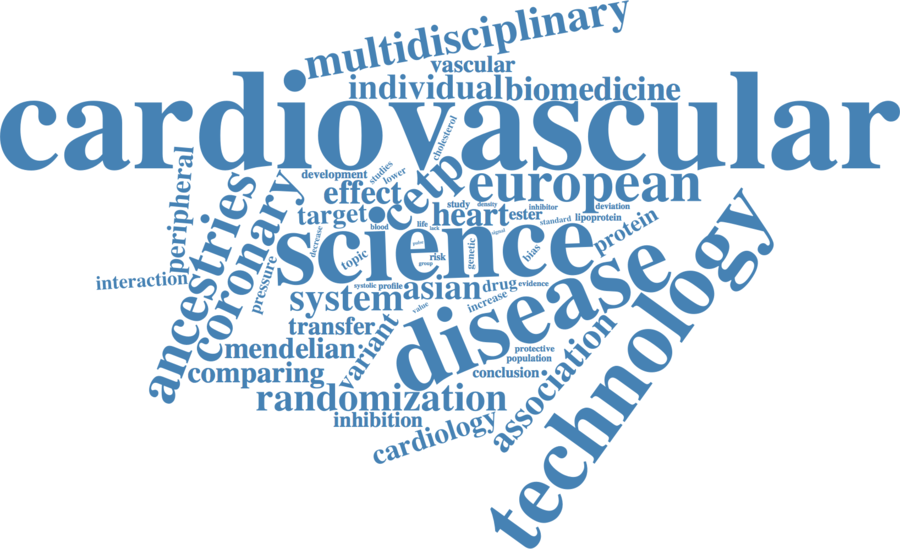 multidisciplinary
vascular
individual
biomedicine
cardiovascular
cholesterol
peripheral
ancestries
coronary
development
studies
lower
cetp
european
effect
target
blood
life
lack
study
density
inhibitor
deviation
heart
ester
standard
lipoprotein
signal
protein
science
decrease
topic
risk
group
genetic
bias
interaction
pressure
systolic
profile
asian
drug
evidence
system
value
increase
disease
technology
transfer
mendelian
variant
protective
population
comparing
conclusion
association
randomization
inhibition
cardiology